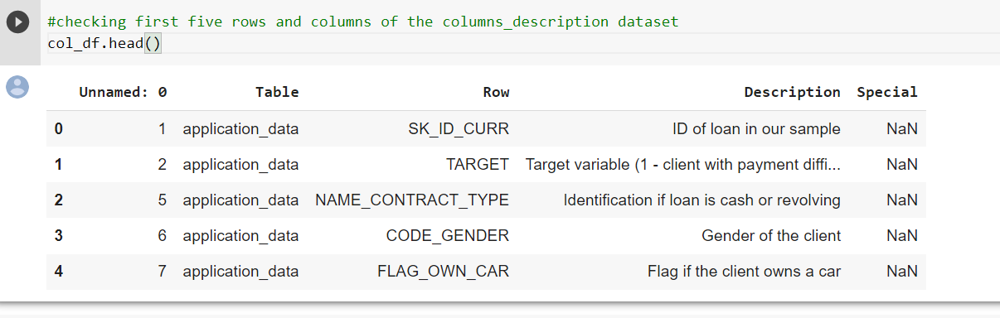 #checking first five rows and columns of the columns_description dataset
col_df.head()
Unnamed: 0 Table Row Description Special
0 1 application_data SK_ID_CURR ID of loan in our sample NaN
1 2 application_data TARGET Target variable (1 - client with payment diffi... NaN
2 5 application_data NAME_CONTRACT_TYPE Identification if loan is cash or revolving NaN
3 6 application_data CODE_GENDER Gender of the client NaN
4 7 application_data FLAG_OWN_CAR Flag if the client owns a car NaN